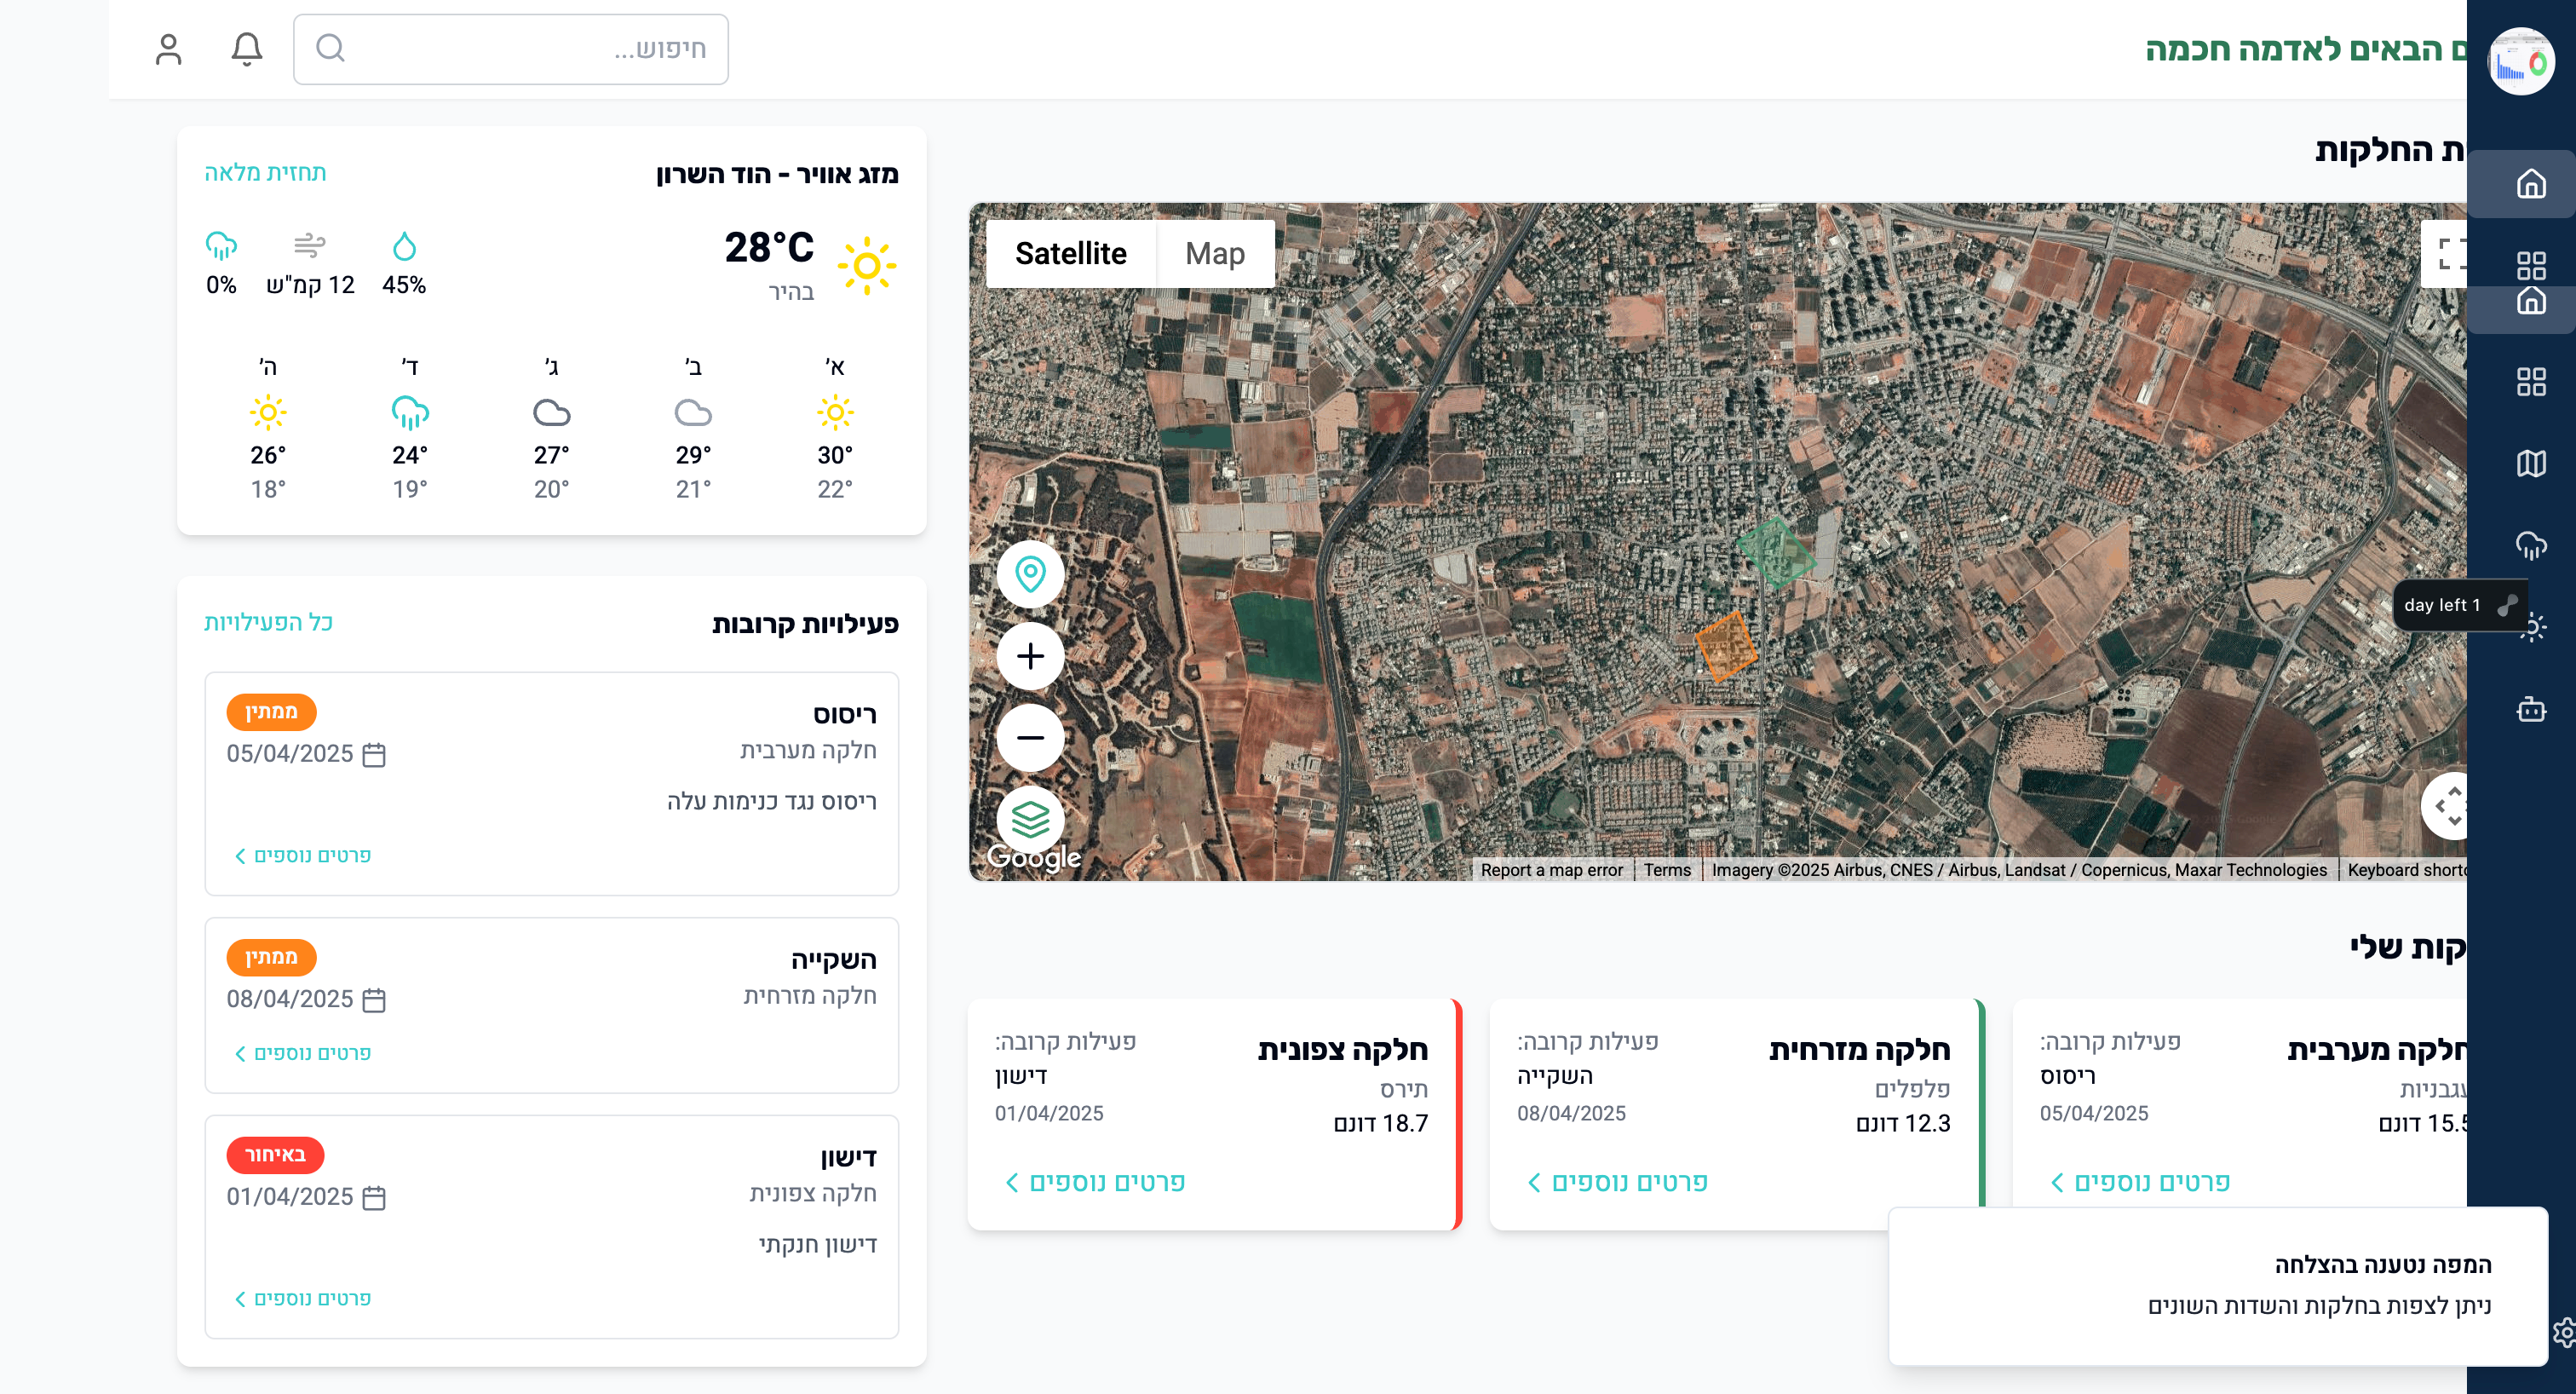 ם הבאים לאדמה חכמה
חיפוש...
ת החלקות
Satellite
Map
Google
Report a map error
Terms
Imagery ©2025 Airbus, CNES / Airbus, Landsat / Copernicus, Maxar Technologies
Keyboard shortc
מזג אוויר - הוד השרון
תחזית מלאה
28°C
בהיר
45%
12 קמ"ש
0%
א׳ ב׳ ג׳ ד׳ ה׳
30° 29° 27° 24° 26°
22° 21° 20° 19° 18°
פעילויות קרובות
כל הפעילויות
ריסוס
ממתין
חלקה מערבית
05/04/2025
ריסוס נגד כנימות עלה
פרטים נוספים
השקייה
ממתין
חלקה מזרחית
08/04/2025
פרטים נוספים
דישון
באיחור
חלקה צפונית
01/04/2025
דישון חנקתי
פרטים נוספים
קות שלי
חלקה מערבית
גבניות
15.5 דונם
פעילות קרובה:
ריסוס
05/04/2025
פרטים נוספים
חלקה מזרחית
פלפלים
12.3 דונם
פעילות קרובה:
השקייה
08/04/2025
פרטים נוספים
חלקה צפונית
תירס
18.7 דונם
פעילות קרובה:
דישון
01/04/2025
פרטים נוספים
day left 1
המפה נטענה בהצלחה
ניתן לצפות בחלקות והשדות השונים